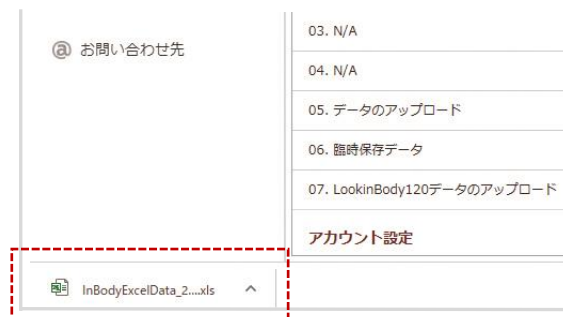 @ お問い合わせ先
03. N/A
04. N/A
05. データのアップロード
06. 臨時保存データ
07. LookinBody120データのアップロード
アカウント設定
InBodyExcelData_2....xls